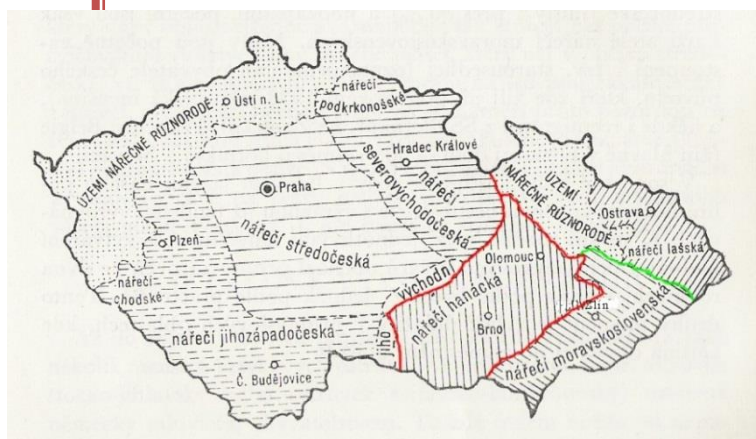 nářečí
podkrkonošské
Ústí n. L.
ÚZEMÍ NÁŘEČNĚ RŮZNORODÉ
Hradec Králové
nářečí
severovýchodočeská
Praha
nářečí středočeská
Plzeň
nářečí
chodské
nářečí jihozápadočeská
Č. Budějovice
jiho
východní
ÚZEMÍ
NÁŘEČNĚ RŮZNORODÉ
Ostrava
nářečí lašská
Olomouc
nářečí hanácká
Brno
Zlín
nářečí moravskoslovenská